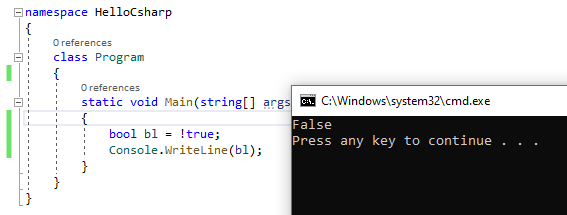 namespace HelloCsharp
{
0 references
class Program
{
0 references
static void Main(string[] args
{
bool bl = !true;
Console.WriteLine(bl);
}
}
}
C:\Windows\system32\cmd.exe
False
Press any key to continue . . .